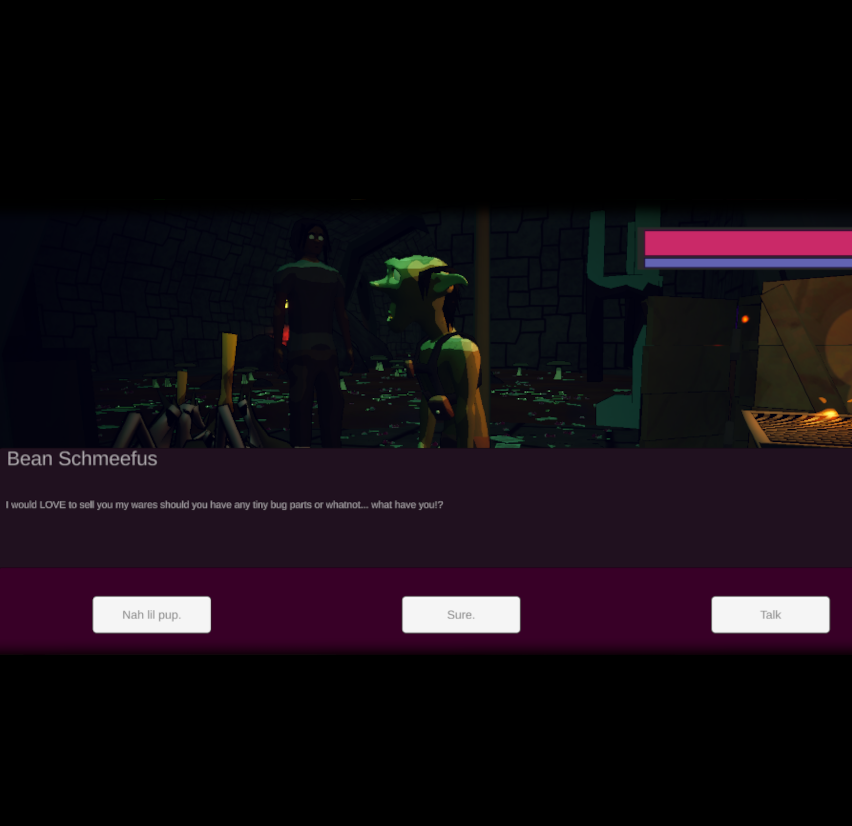 Bean Schmeefus
I would LOVE to sell you my wares should you have any tiny bug parts or whatnot... what have you!?
Nah lil pup.
Sure.
Talk